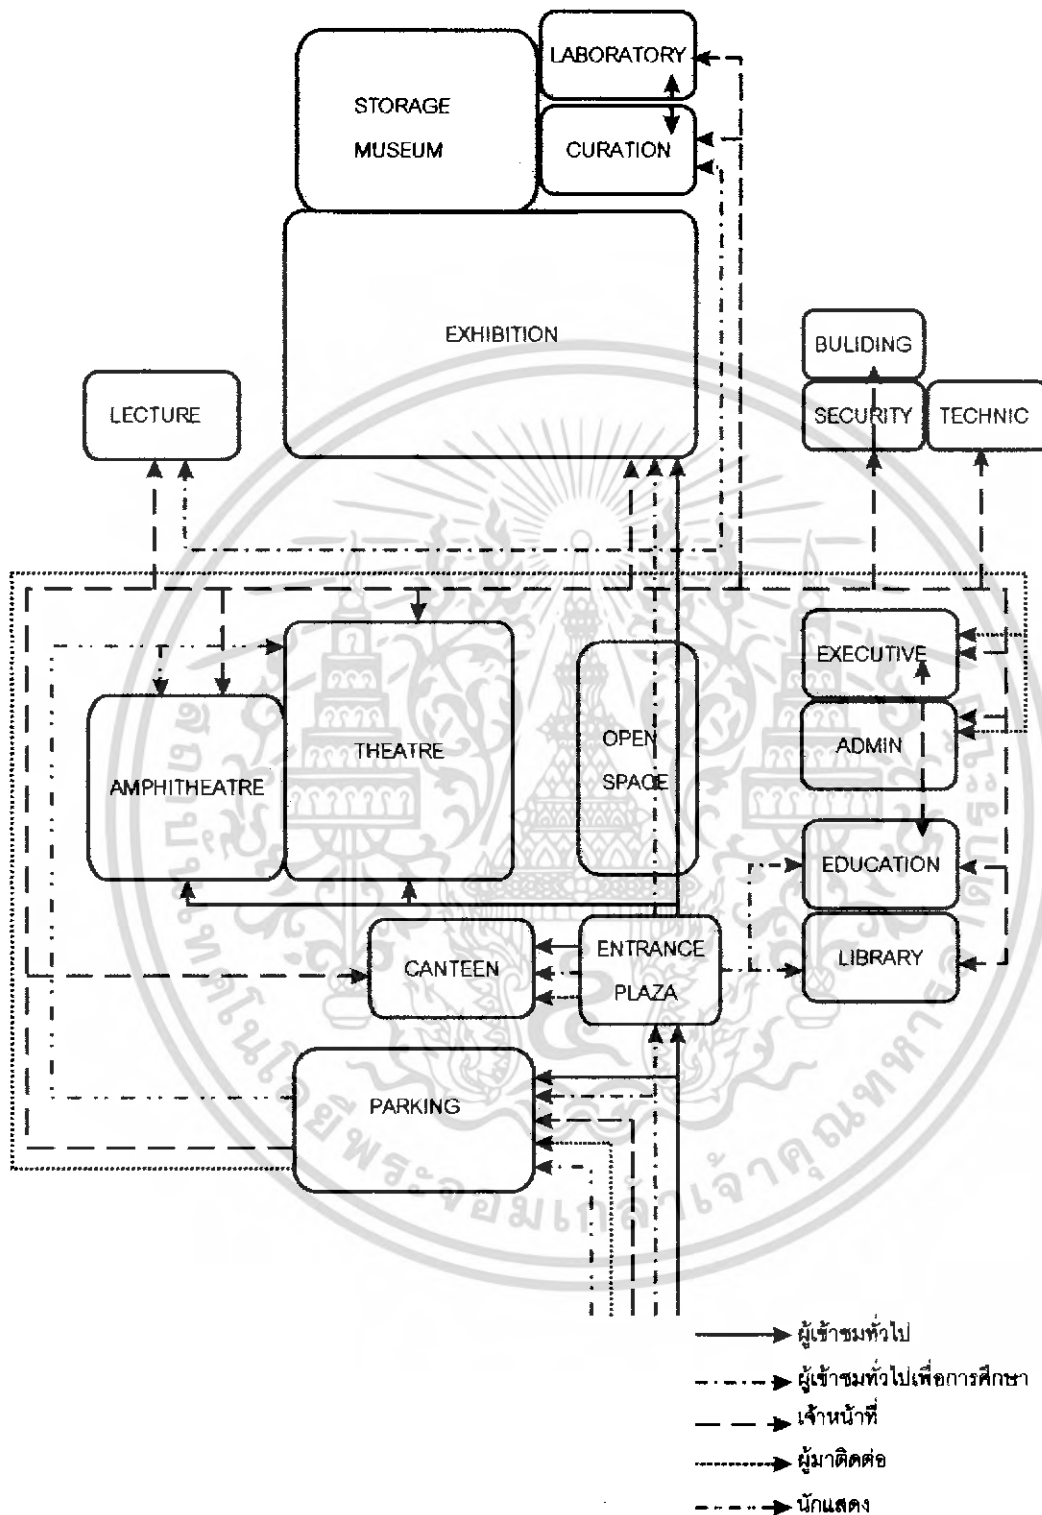 LABORATORY
STORAGE
MUSEUM
CURATION
EXHIBITION
BULIDING
LECTURE
SECURITY
TECHNIC
EXECUTIVE
OPEN
SPACE
ADMIN
THEATRE
AMPHITHEATRE
EDUCATION
ENTRANCE
PLAZA
LIBRARY
CANTEEN
PARKING
ผู้เข้าชมทั่วไป
ผู้เข้าชมทั่วไปเพื่อการศึกษา
เจ้าหน้าที่
ผู้มาติดต่อ
นักแสดง